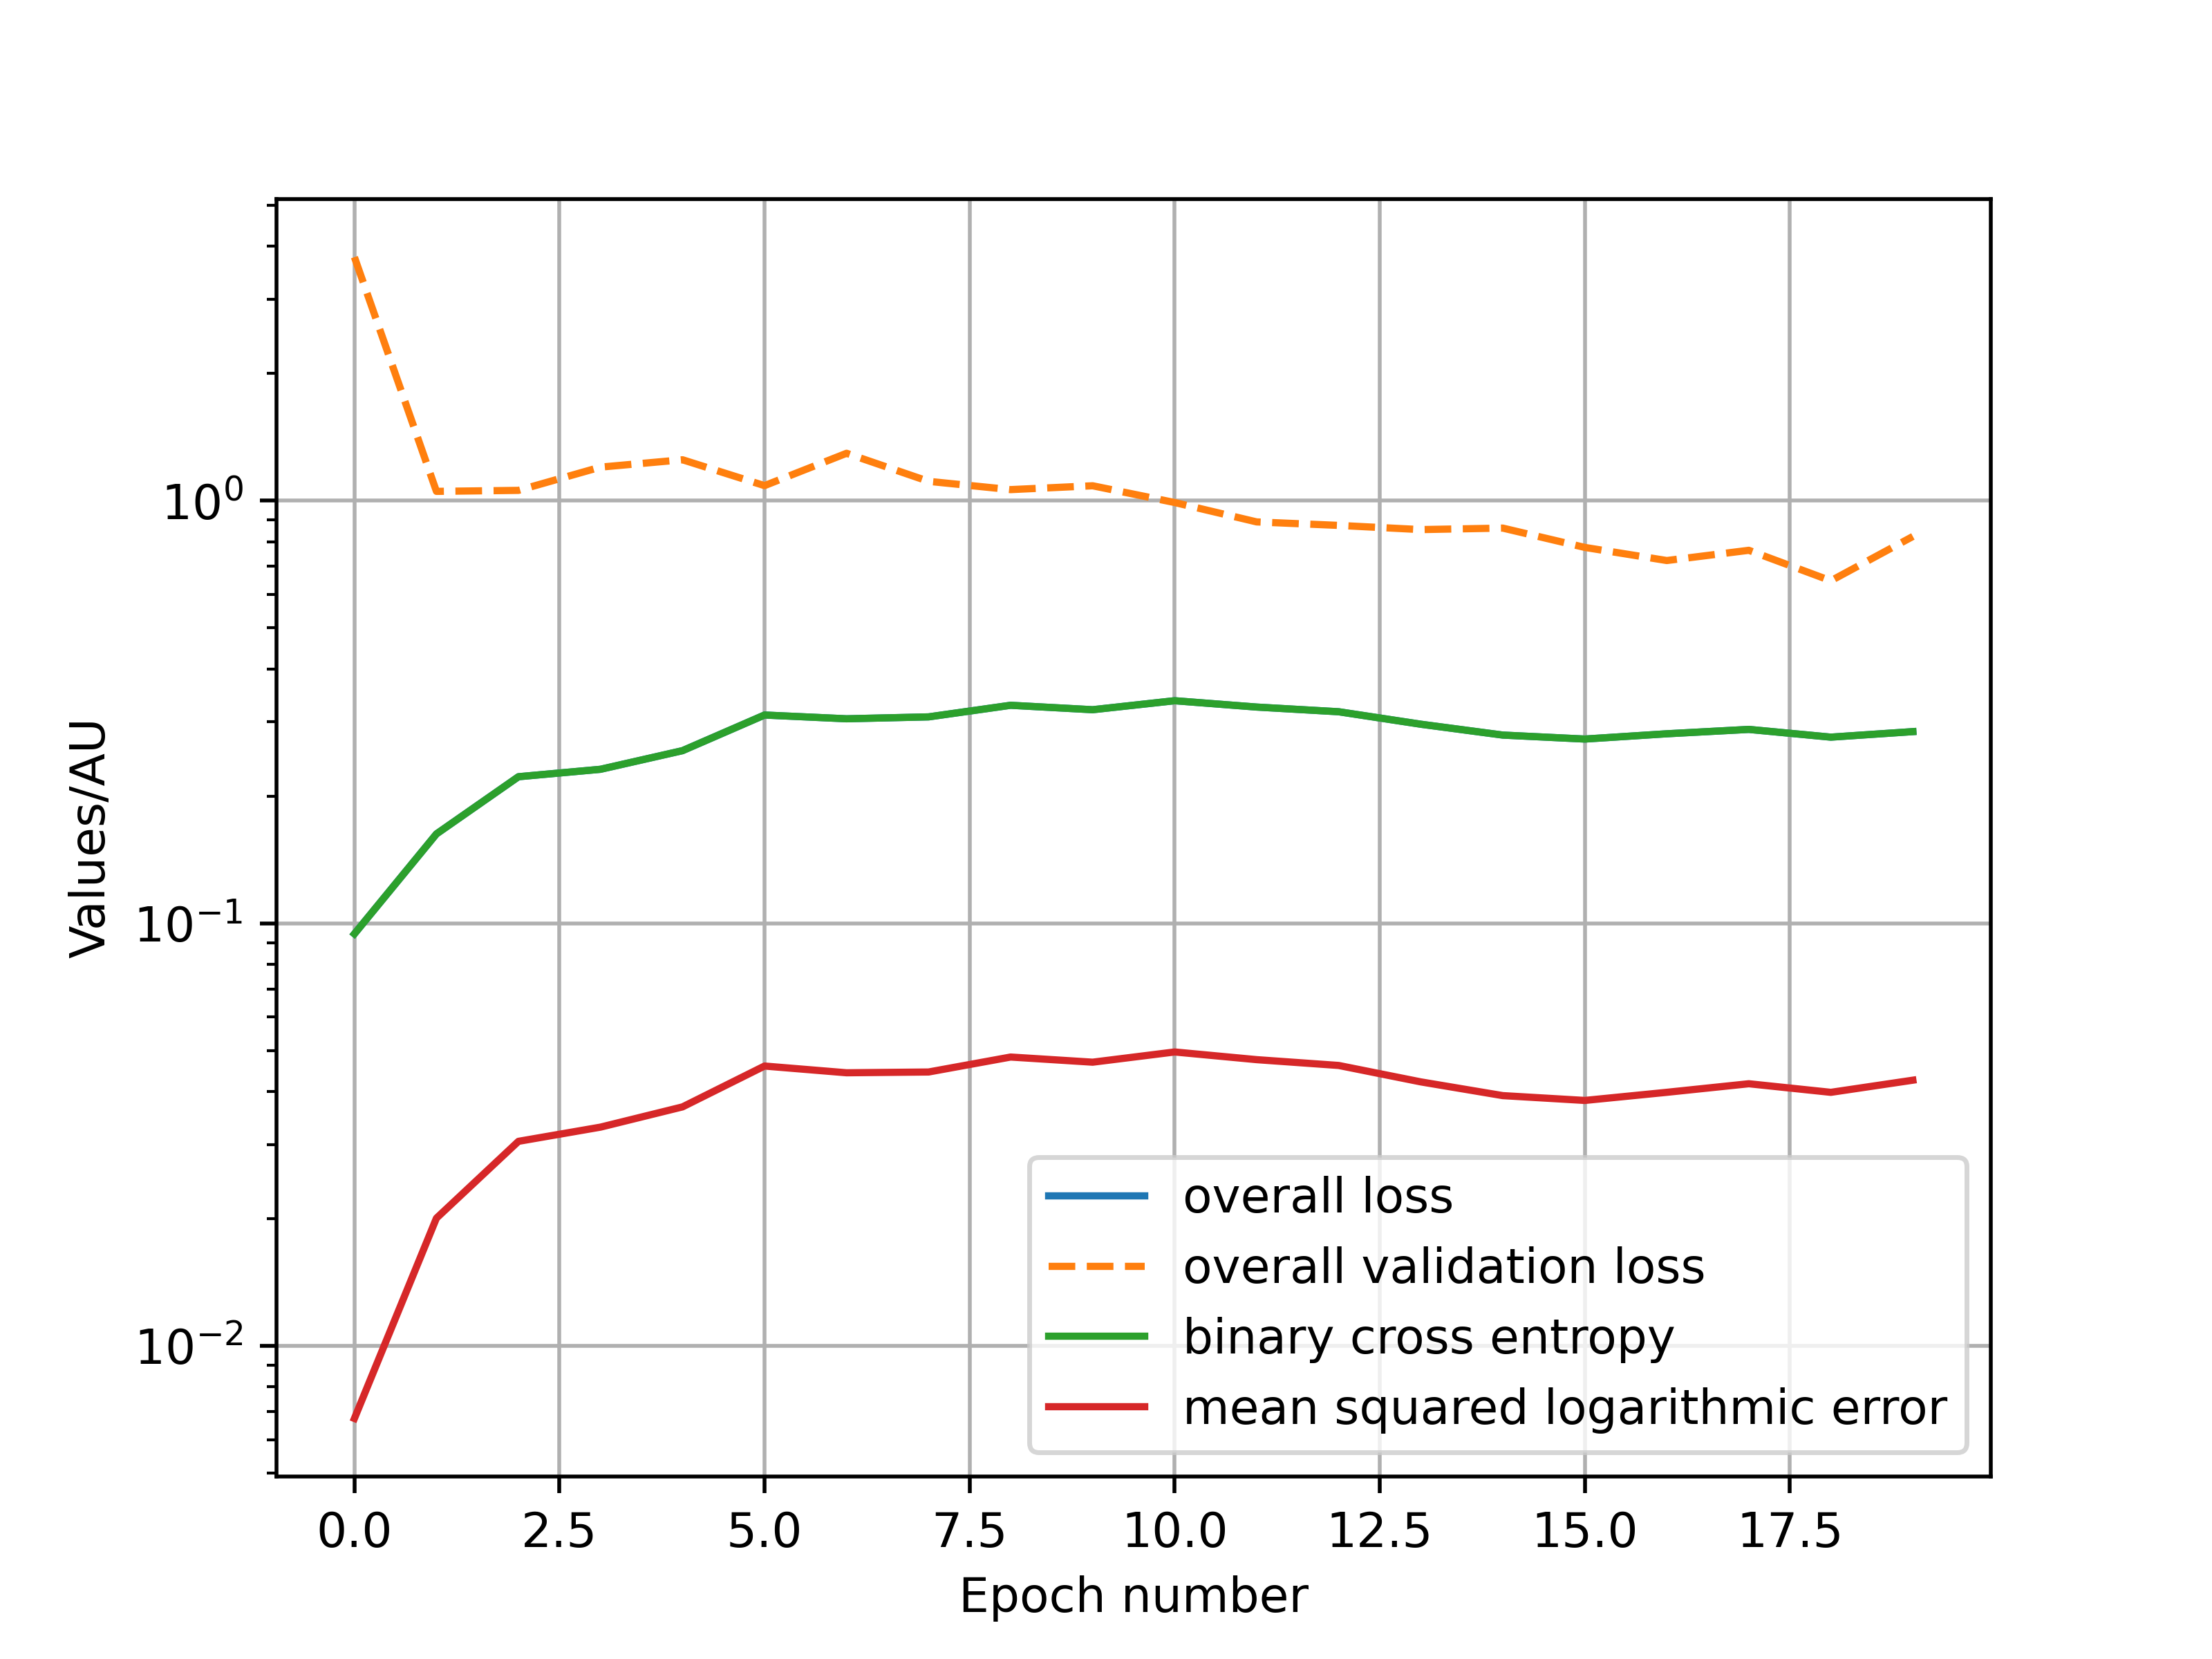 Values/AU
10⁰
10⁻¹
10⁻²
overall loss
overall validation loss
binary cross entropy
mean squared logarithmic error
0.0 2.5 5.0 7.5 10.0 12.5 15.0 17.5
Epoch number